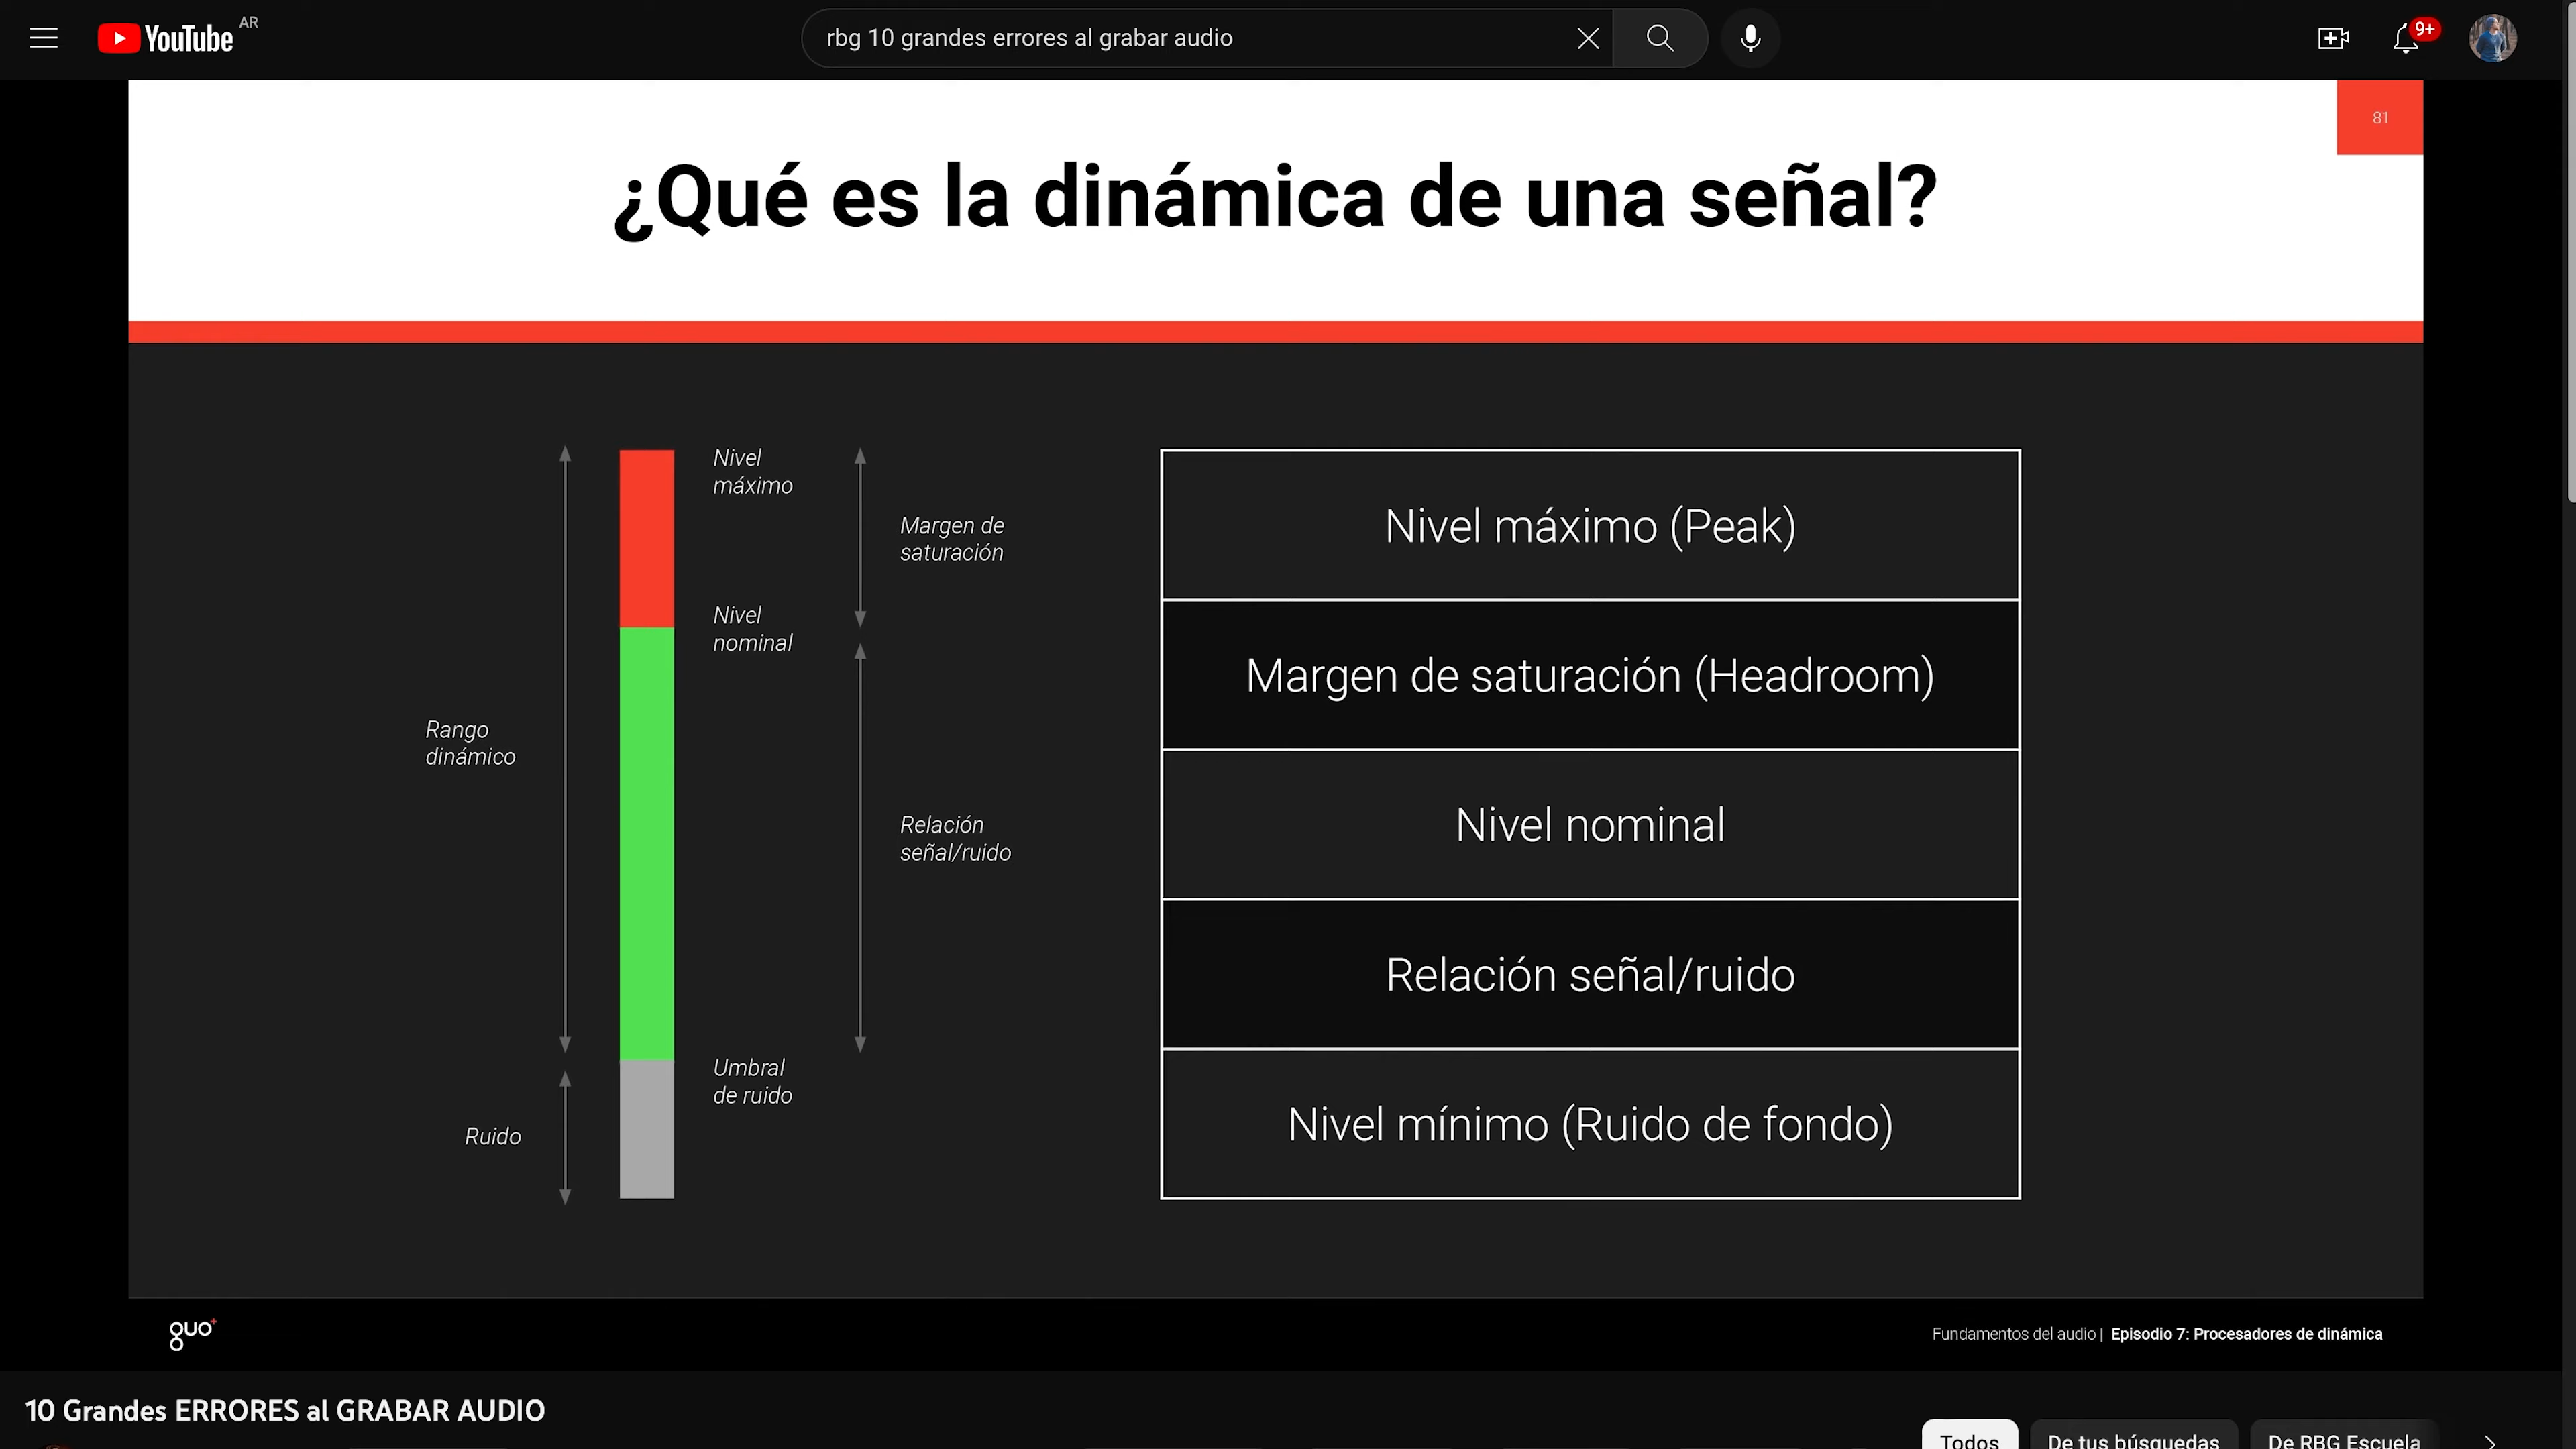 YouTube AR
rbg 10 grandes errores al grabar audio
9+
81
¿Qué es la dinámica de una señal?
Nivel
máximo
Margen de
saturación
Nivel
nominal
Rango
dinámico
Relación
señal/ruido
Umbral
de ruido
Ruido
Nivel máximo (Peak)
Margen de saturación (Headroom)
Nivel nominal
Relación señal/ruido
Nivel mínimo (Ruido de fondo)
guo+
Fundamentos del audio | Episodio 7: Procesadores de dinámica
10 Grandes ERRORES al GRABAR AUDIO
Todos De tus búsquedas De RBG Escuela